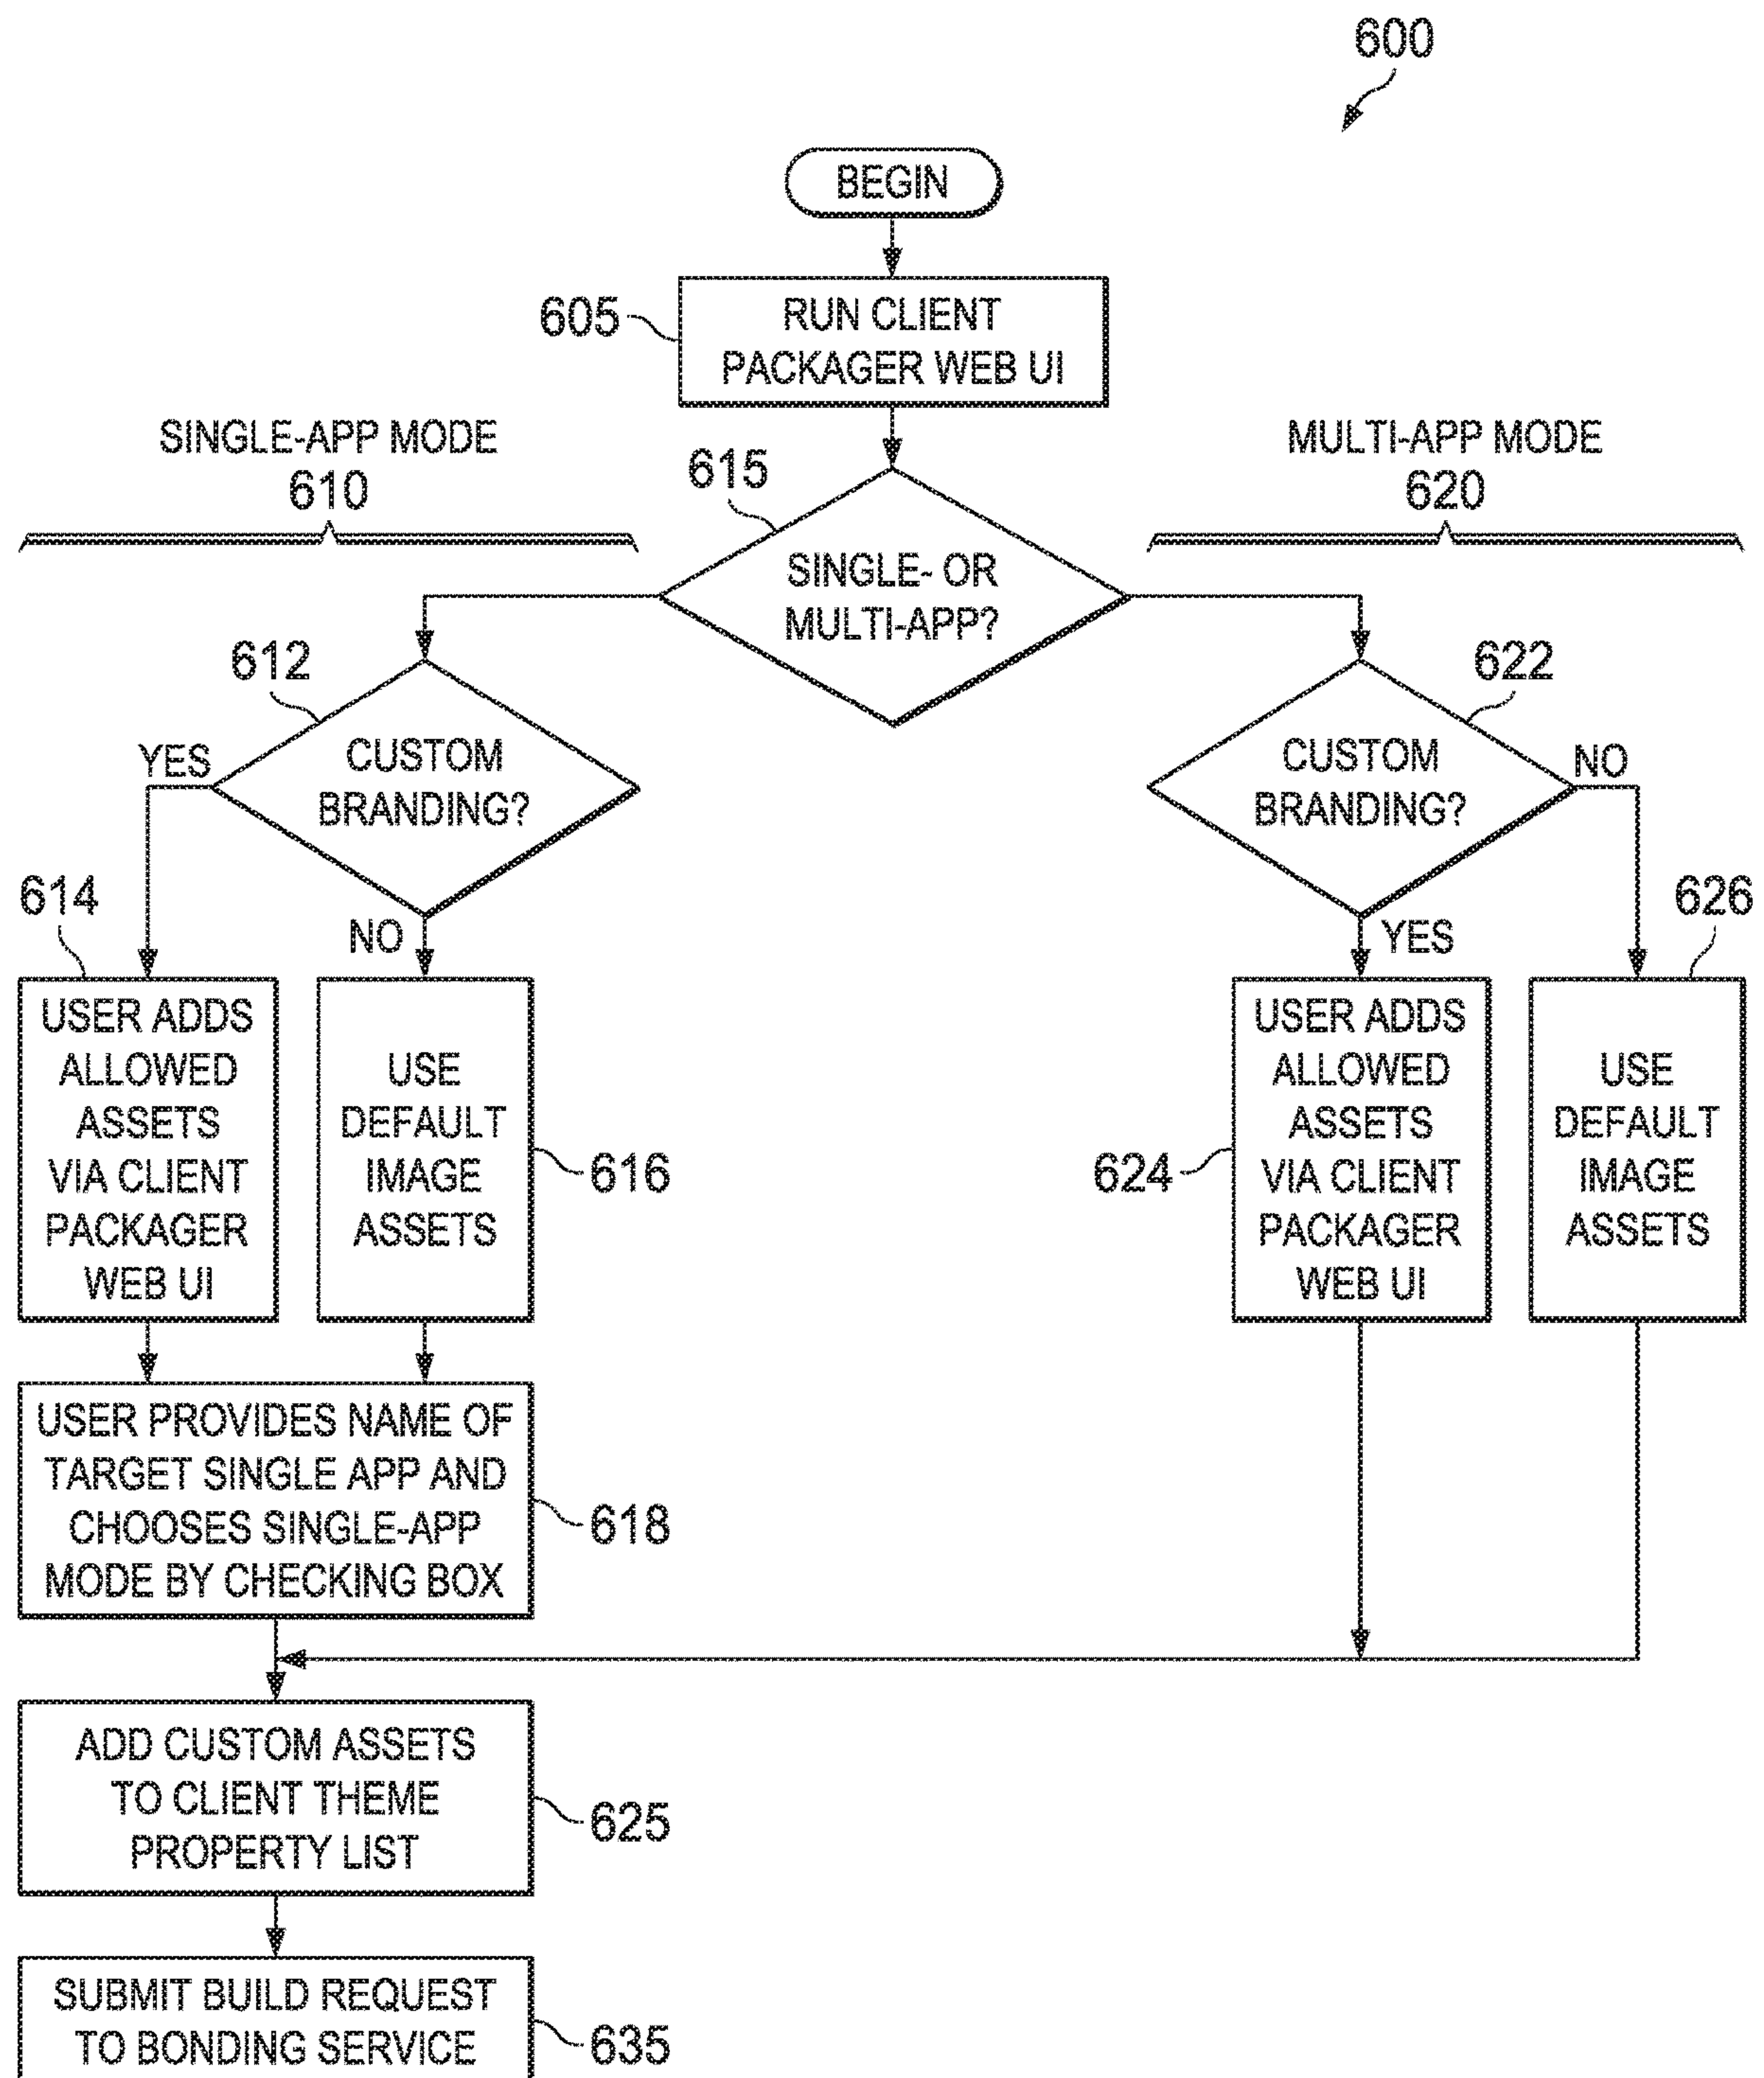 600
BEGIN
605
RUN CLIENT
PACKAGER WEB UI
SINGLE-APP MODE
610
615
MULTI-APP MODE
620
SINGLE- OR
MULTI-APP?
612
YES
CUSTOM
BRANDING?
NO
622
CUSTOM
BRANDING?
NO
YES
614
USER ADDS
ALLOWED
ASSETS
VIA CLIENT
PACKAGER
WEB UI
USE
DEFAULT
IMAGE
ASSETS
616
624
USER ADDS
ALLOWED
ASSETS
VIA CLIENT
PACKAGER
WEB UI
626
USE
DEFAULT
IMAGE
ASSETS
USER PROVIDES NAME OF
TARGET SINGLE APP AND
CHOOSES SINGLE-APP
MODE BY CHECKING BOX
618
ADD CUSTOM ASSETS
TO CLIENT THEME
PROPERTY LIST
625
SUBMIT BUILD REQUEST
TO BONDING SERVICE
635